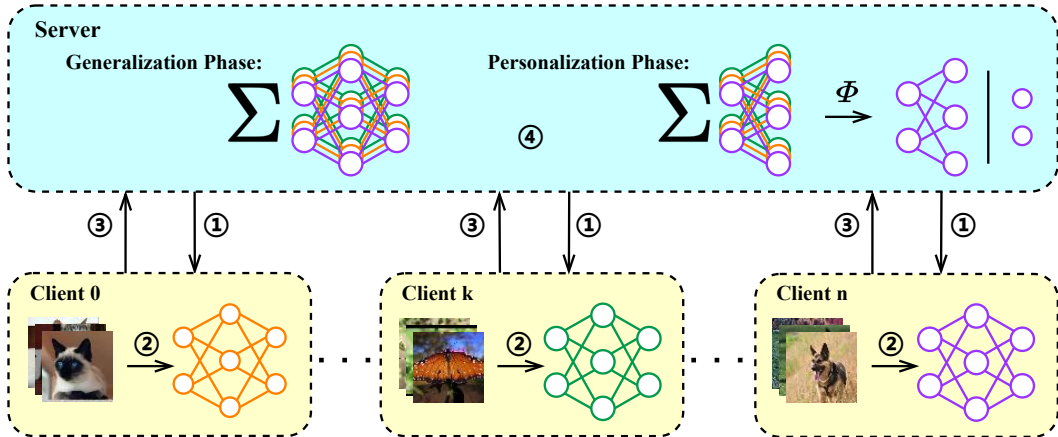 Server
Generalization Phase:
Personalization Phase:
∑
∑
Φ
④
③
①
③
①
③
①
Client 0
Client k
Client n
②
②
②
. . .
. . .